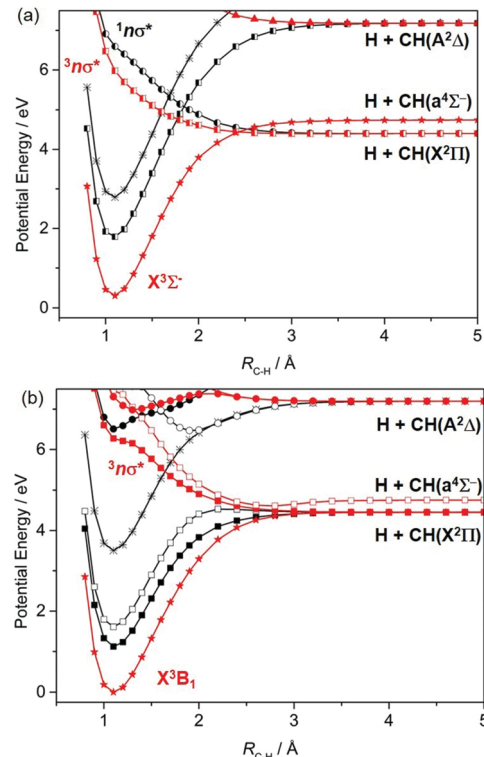 (a)
¹nσ*
³nσ*
H + CH(A²Δ)
H + CH(a⁴Σ⁻)
H + CH(X²Π)
X³Σ⁻
Potential Energy / eV
6
4
2
0
1 2 3 4 5
R_C-H / Å
(b)
³nσ*
H + CH(A²Δ)
H + CH(a⁴Σ⁻)
H + CH(X²Π)
X³B₁
Potential Energy / eV
6
4
2
0
1 2 3 4 5
R_C-H / Å